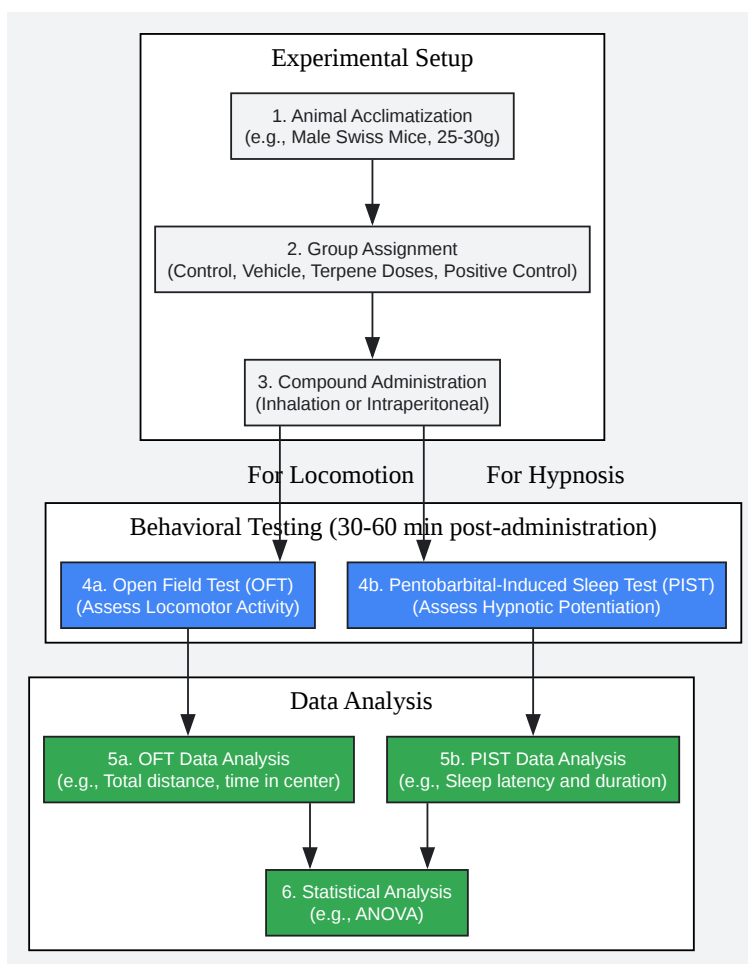 Experimental Setup
1. Animal Acclimatization
(e.g., Male Swiss Mice, 25-30g)
2. Group Assignment
(Control, Vehicle, Terpene Doses, Positive Control)
3. Compound Administration
(Inhalation or Intraperitoneal)
For Locomotion
For Hypnosis
Behavioral Testing (30-60 min post-administration)
4a. Open Field Test (OFT)
(Assess Locomotor Activity)
4b. Pentobarbital-Induced Sleep Test (PIST)
(Assess Hypnotic Potentiation)
Data Analysis
5a. OFT Data Analysis
(e.g., Total distance, time in center)
5b. PIST Data Analysis
(e.g., Sleep latency and duration)
6. Statistical Analysis
(e.g., ANOVA)